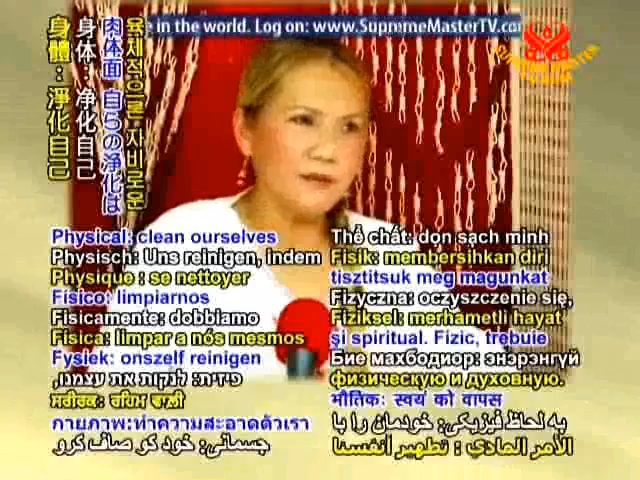 e in the world. Log on: www.SupremeMasterTV.com
육체적으론 자비로운
肉体面 自らの浄化は
身体：净化自己
身體：淨化自己
Physical: clean ourselves
Physisch: Uns reinigen, indem
Physique : se nettoyer
Físico: limpiarnos
Fisicamente: dobbiamo
Física: limpar a nós mesmos
Fysiek: onszelf reinigen
פיזית: לנקות את עצמנו,
ਸਰੀਰਕ: ਰਹਿਮ ਵਾਲੀ
กายภาพ:ทำความสะอาดตัวเรา
جسمانی: خود کو صاف کرو
Thể chất: dọn sạch mình
Fisik: membersihkan diri
tisztítsuk meg magunkat
Fizyczna: oczyszczenie się,
Fiziksel: merhametli hayat
și spiritual. Fizic, trebuie
Бие махбодиор: энэрэнгүй
физическую и духовную.
भौतिक: स्वयं को वापस
به لحاظ فیزیکی: خودمان را با
الأمر المادي : تطهير أنفسنا